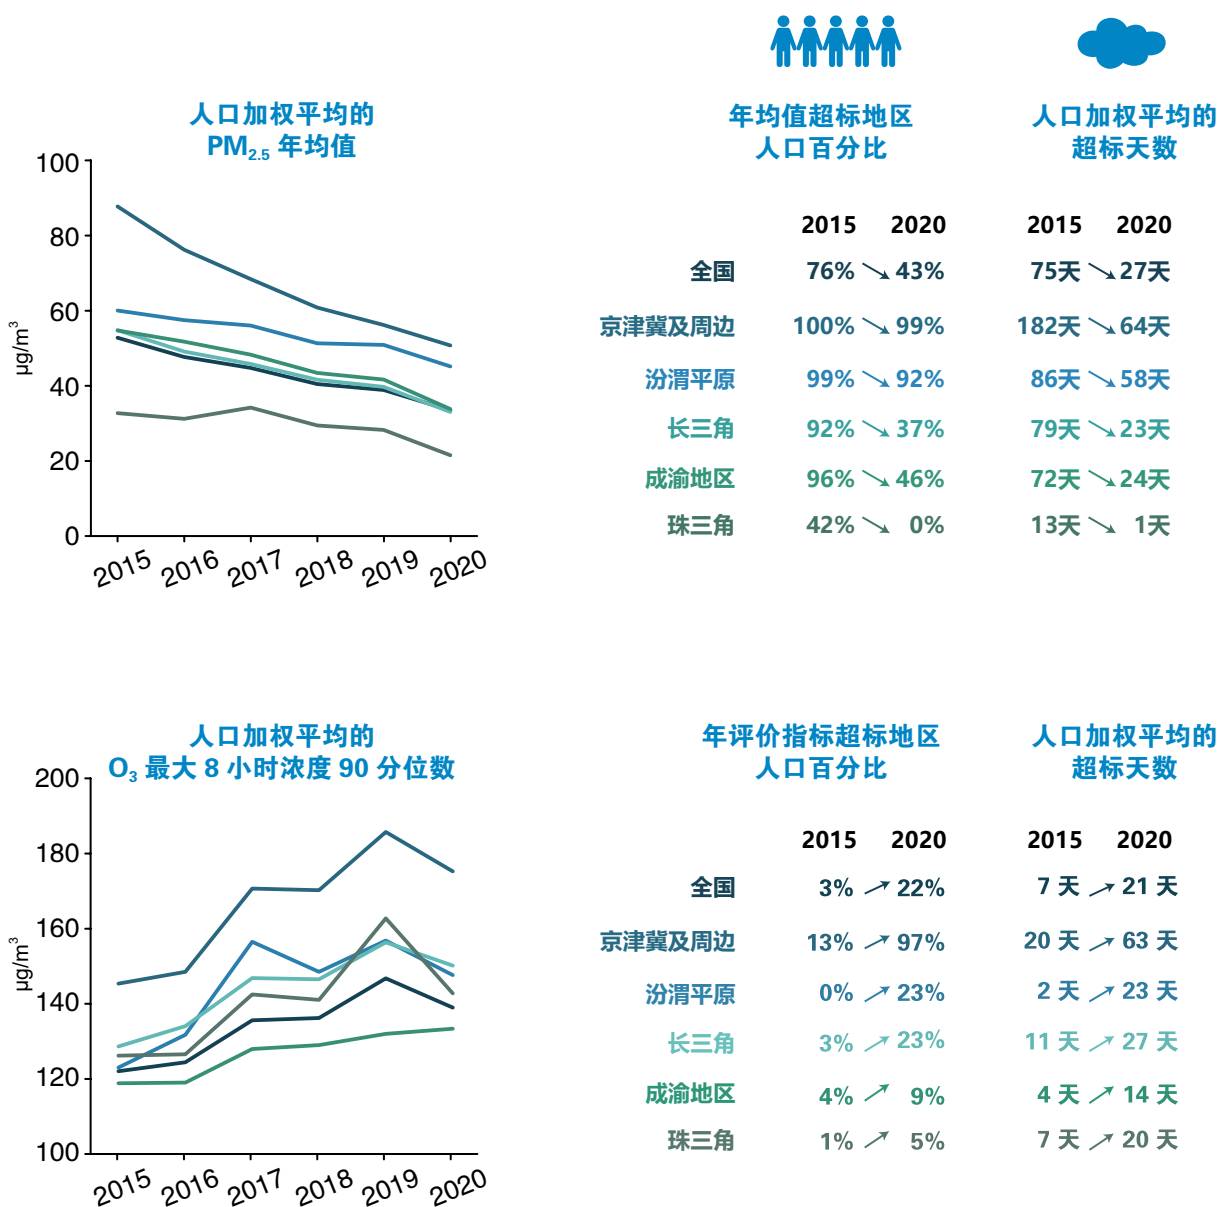 人口加权平均的
PM2.5 年均值
100
80
60
40
20
0
µg/m³
2015 2016 2017 2018 2019 2020
年均值超标地区
人口百分比
人口加权平均的
超标天数
2015 2020 2015 2020
全国 76% 43% 75天 27天
京津冀及周边 100% 99% 182天 64天
汾渭平原 99% 92% 86天 58天
长三角 92% 37% 79天 23天
成渝地区 96% 46% 72天 24天
珠三角 42% 0% 13天 1天
人口加权平均的
O3 最大 8 小时浓度 90 分位数
200
180
160
140
120
100
µg/m³
2015 2016 2017 2018 2019 2020
年评价指标超标地区
人口百分比
人口加权平均的
超标天数
2015 2020 2015 2020
全国 3% 22% 7 天 21 天
京津冀及周边 13% 97% 20 天 63 天
汾渭平原 0% 23% 2 天 23 天
长三角 3% 23% 11 天 27 天
成渝地区 4% 9% 4 天 14 天
珠三角 1% 5% 7 天 20 天